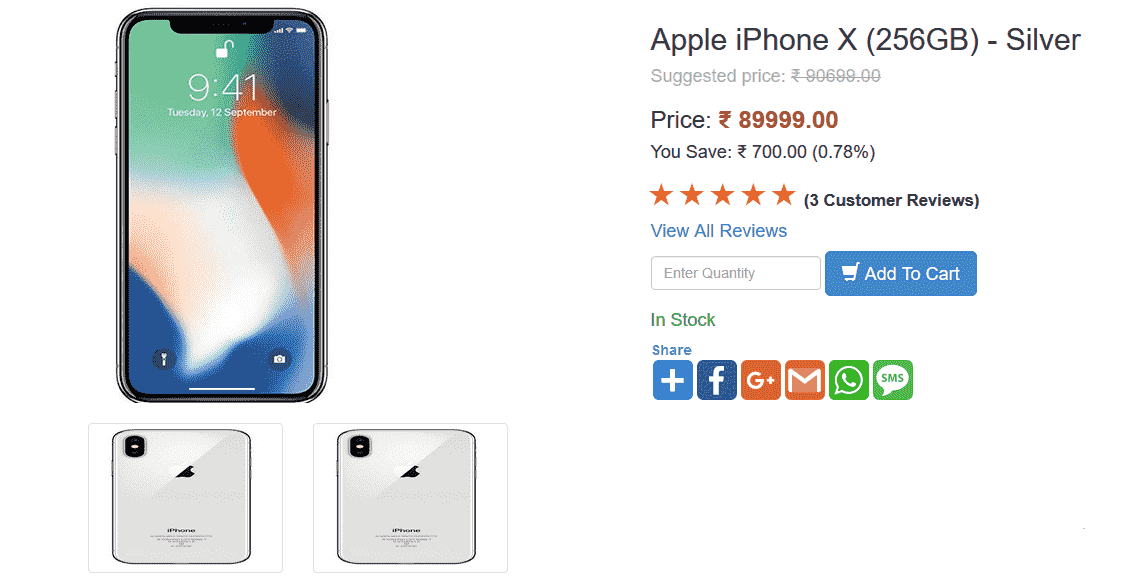 9:41
Tuesday, 12 September
Apple iPhone X (256GB) - Silver
Suggested price: ₹ 90699.00
Price: ₹ 89999.00
You Save: ₹ 700.00 (0.78%)
(3 Customer Reviews)
View All Reviews
Enter Quantity
Add To Cart
In Stock
Share
f
G+
SMS
iPhone
iPhone